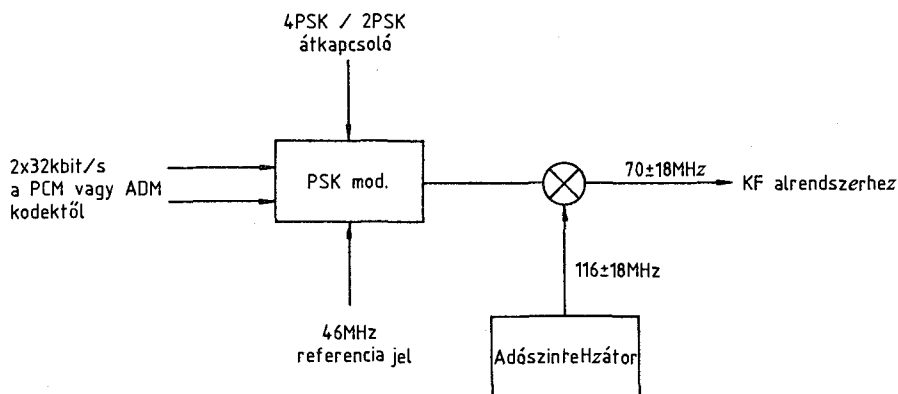 4PSK / 2PSK
átkapcsoló
2x32kbit/s
a PCM vagy ADM
kodektől
PSK mod.
70±18MHz
KF alrendszerhez
116±18MHz
46MHz
referencia jel
AdószinteHzátor